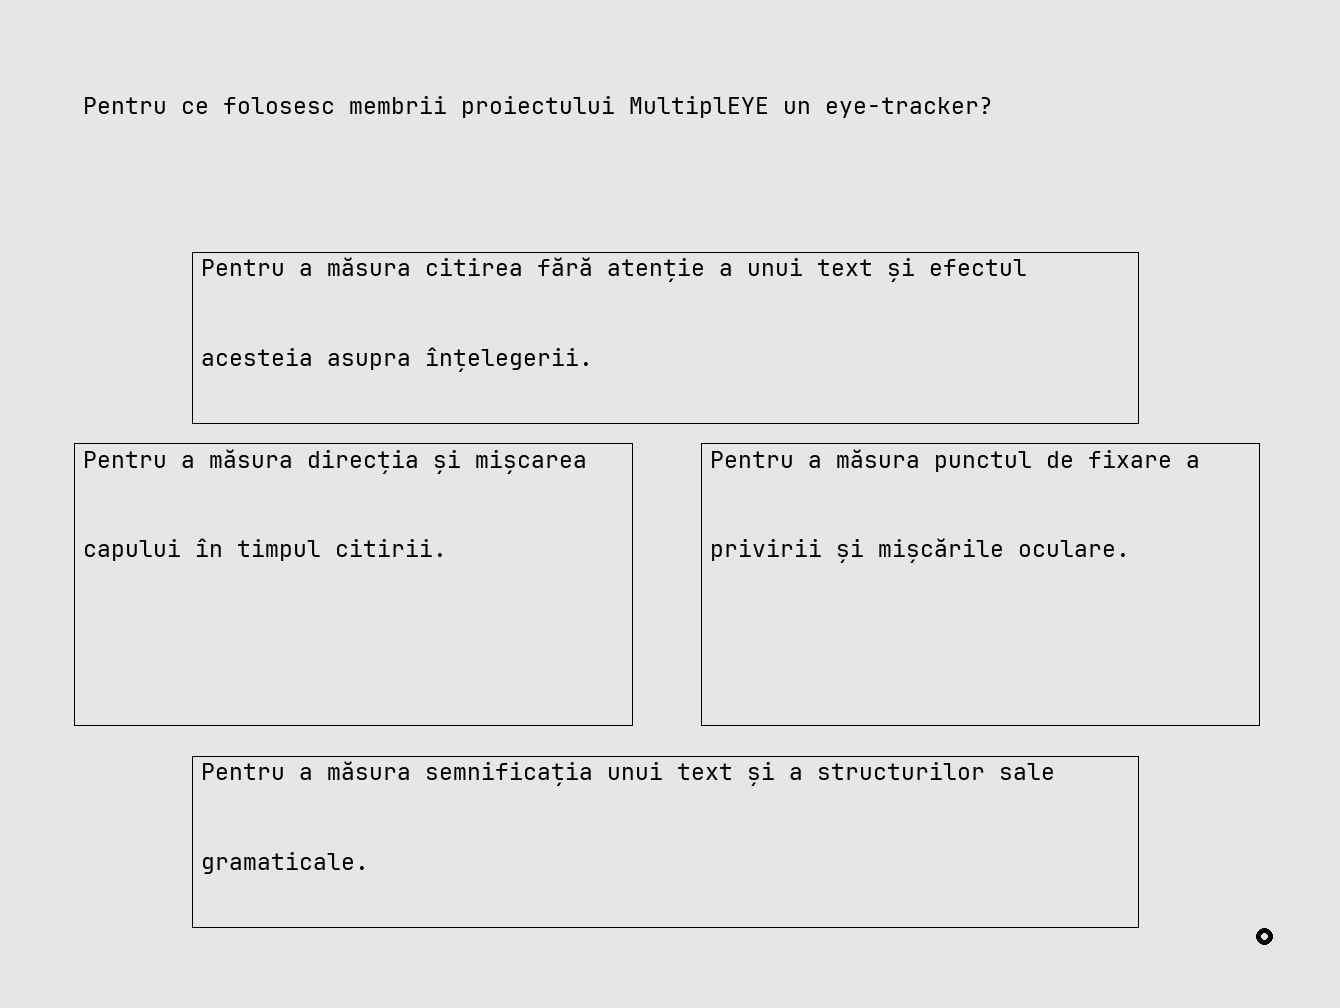 Pentru ce folosesc membrii proiectului MultiplEYE un eye-tracker?
Pentru a măsura citirea fără atenție a unui text și efectul
acesteia asupra înțelegerii.
Pentru a măsura direcția și mișcarea
capului în timpul citirii.
Pentru a măsura punctul de fixare a
privirii și mișcările oculare.
Pentru a măsura semnificația unui text și a structurilor sale
gramaticale.